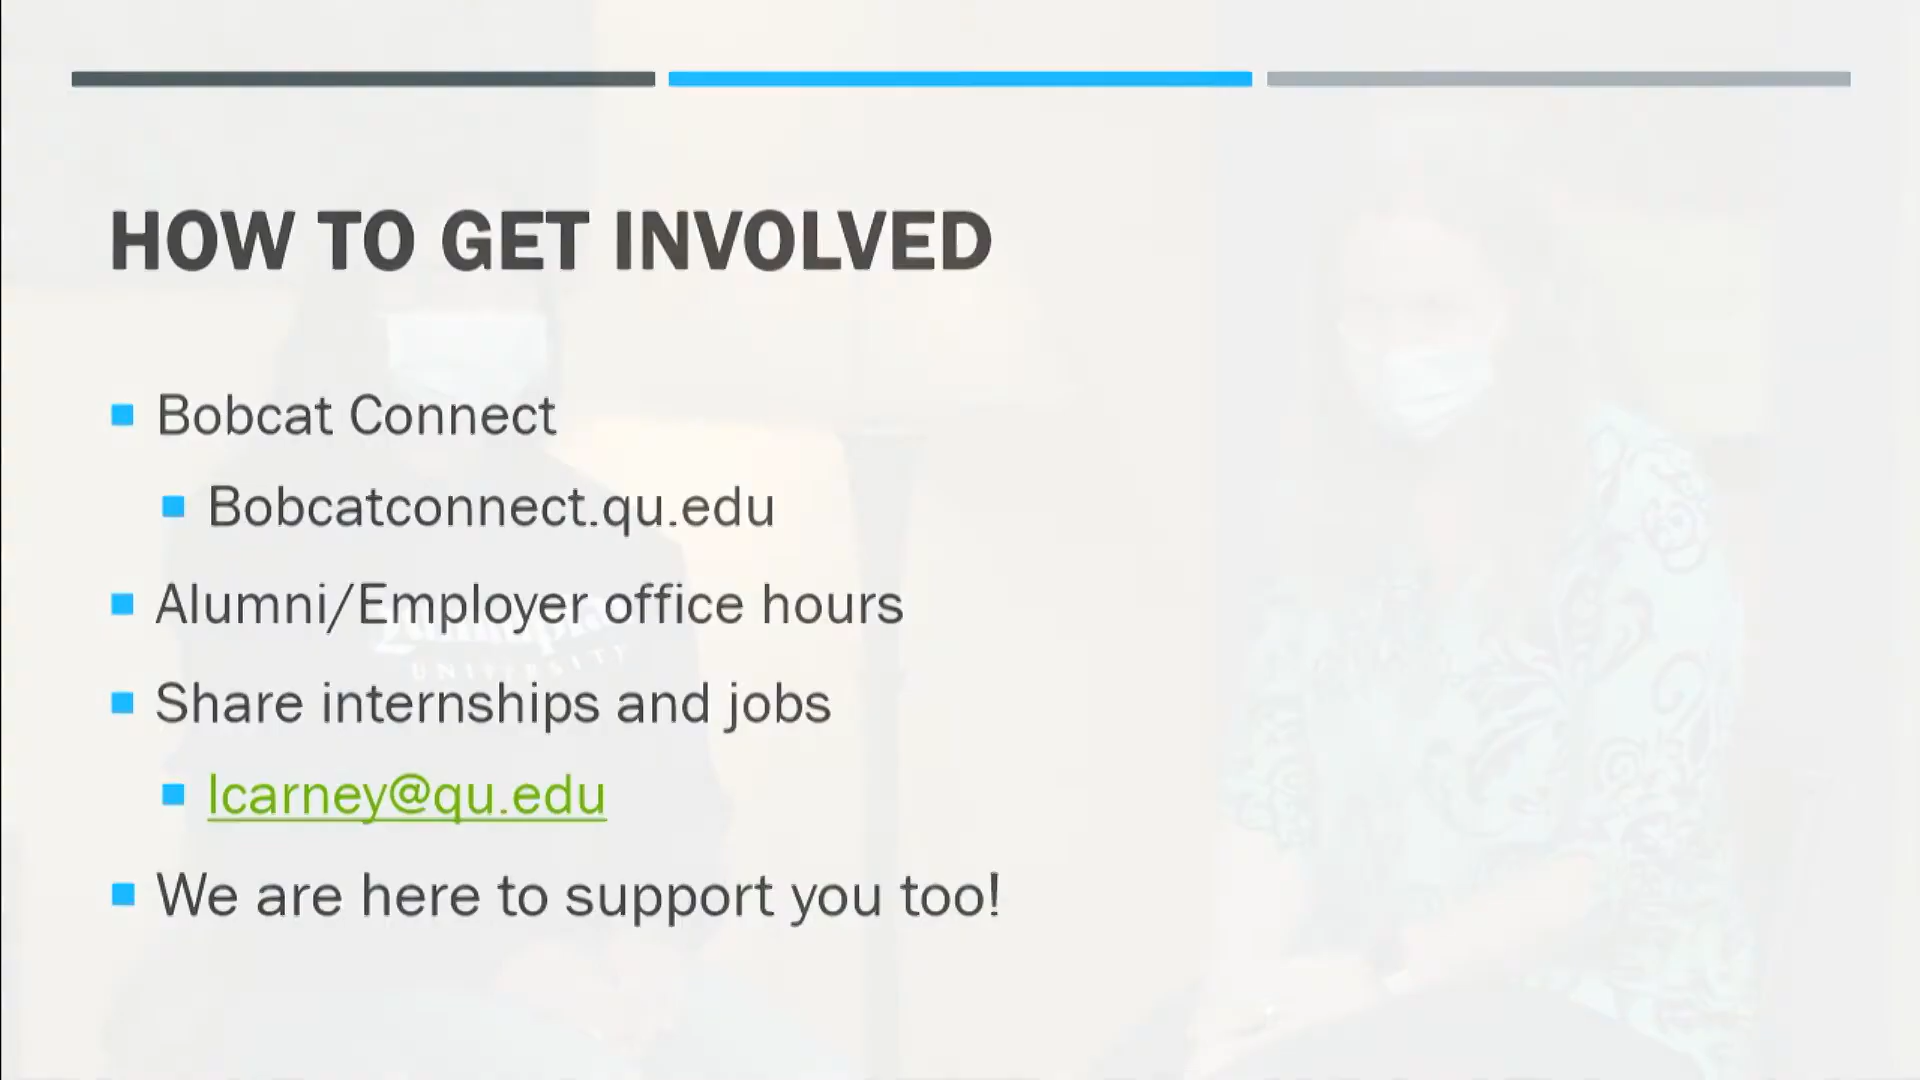 HOW TO GET INVOLVED
Bobcat Connect
Bobcatconnect.qu.edu
Alumni/Employer office hours
UNIVERSITY
Share internships and jobs
lcarney@qu.edu
We are here to support you too!